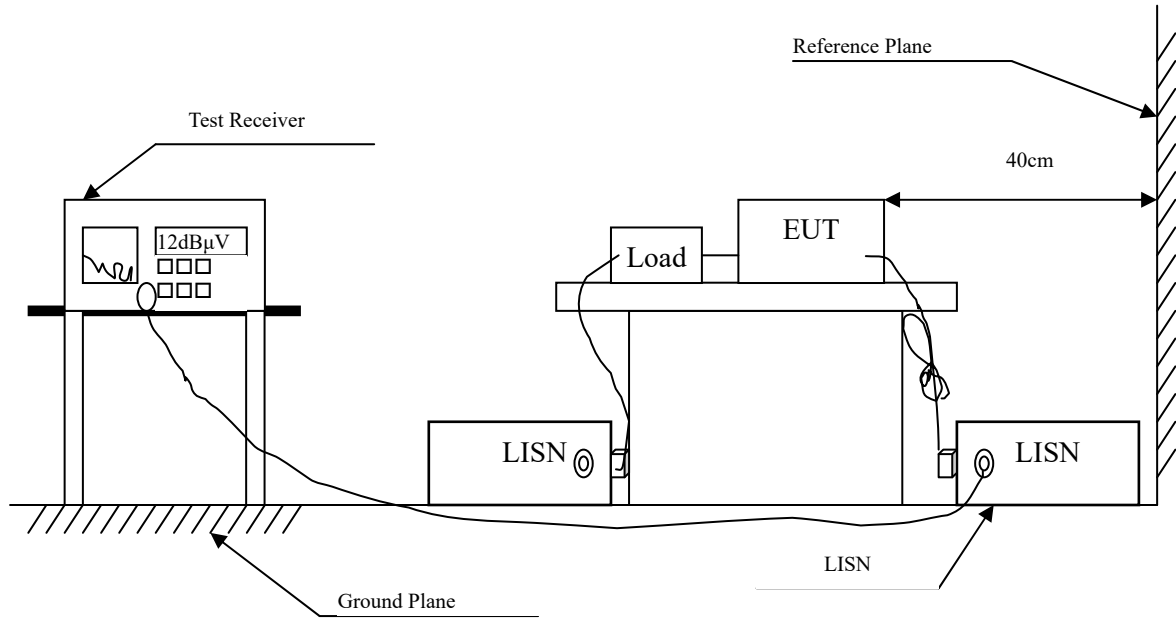 Reference Plane
Test Receiver
40cm
12dBμV
EUT
Load
LISN
LISN
LISN
Ground Plane